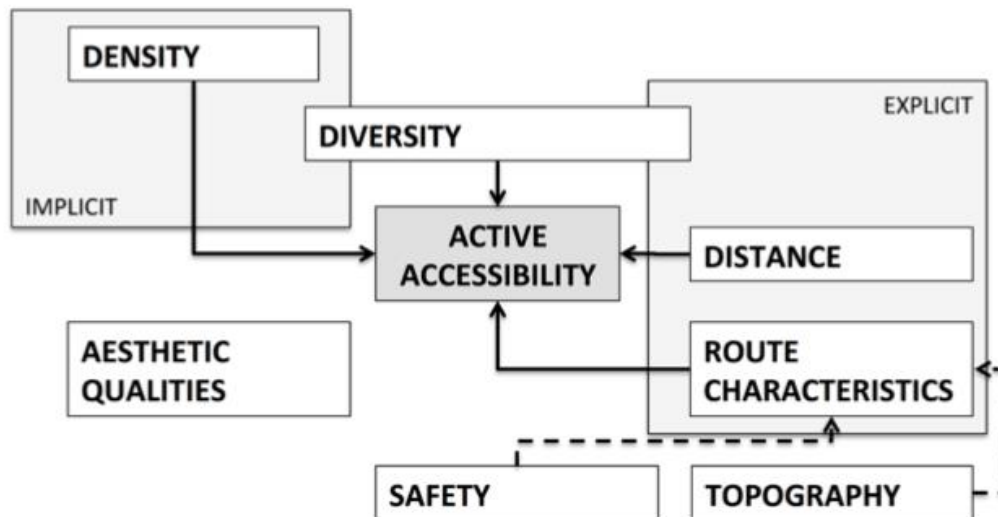 DENSITY
EXPLICIT
DIVERSITY
IMPLICIT
ACTIVE
ACCESSIBILITY
DISTANCE
AESTHETIC
QUALITIES
ROUTE
CHARACTERISTICS
SAFETY
TOPOGRAPHY